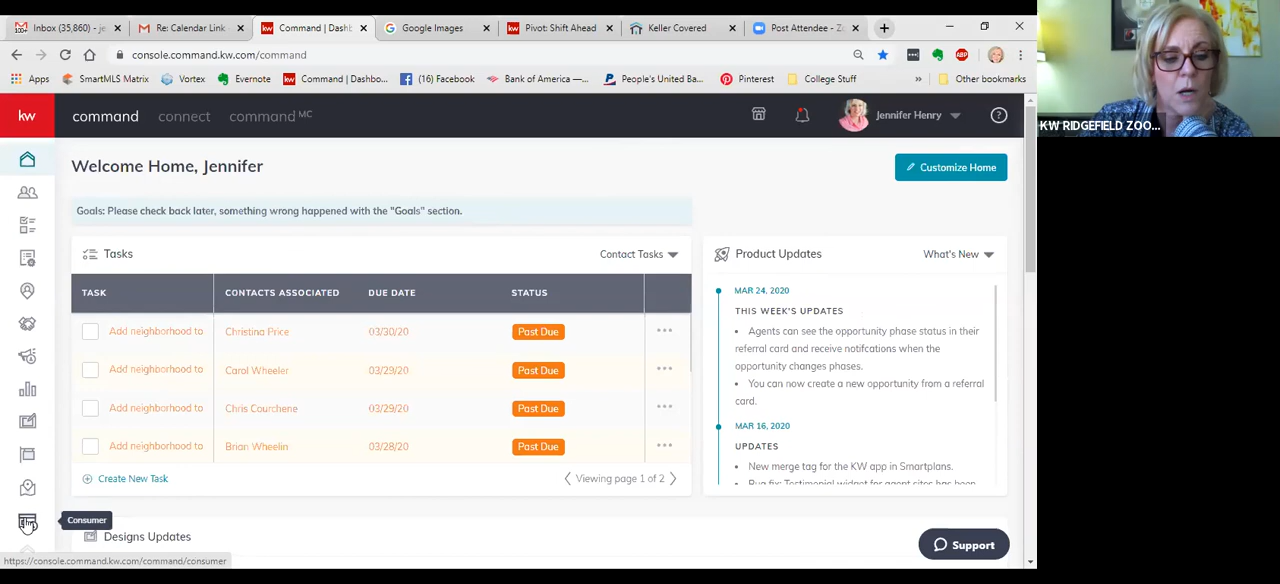 Inbox (35,860) - je
Re: Calendar Link
Command | Dashb
Google Images
Pivot: Shift Ahead
Keller Covered
Post Attendee - Zo
console.command.kw.com/command
Apps
SmartMLS Matrix
Vortex
Evernote
Command | Dashbo...
(16) Facebook
Bank of America —...
People's United Ba...
Pinterest
College Stuff
»
Other bookmarks
ABP
kw
command
connect
command MC
Jennifer Henry
KW RIDGEFIELD ZOO...
Welcome Home, Jennifer
Customize Home
Goals: Please check back later, something wrong happened with the "Goals" section.
Tasks
Contact Tasks
TASK CONTACTS ASSOCIATED DUE DATE STATUS
Add neighborhood to Christina Price 03/30/20 Past Due
Add neighborhood to Carol Wheeler 03/29/20 Past Due
Add neighborhood to Chris Courchene 03/29/20 Past Due
Add neighborhood to Brian Wheelin 03/28/20 Past Due
Create New Task
Viewing page 1 of 2
Product Updates
What's New
MAR 24, 2020
THIS WEEK'S UPDATES
• Agents can see the opportunity phase status in their
referral card and receive notifcations when the
opportunity changes phases.
• You can now create a new opportunity from a referral
card.
MAR 16, 2020
UPDATES
• New merge tag for the KW app in Smartplans.
• Bug fix: Testimonial widget for agent sites has been
Consumer
Designs Updates
Support
https://console.command.kw.com/command/consumer